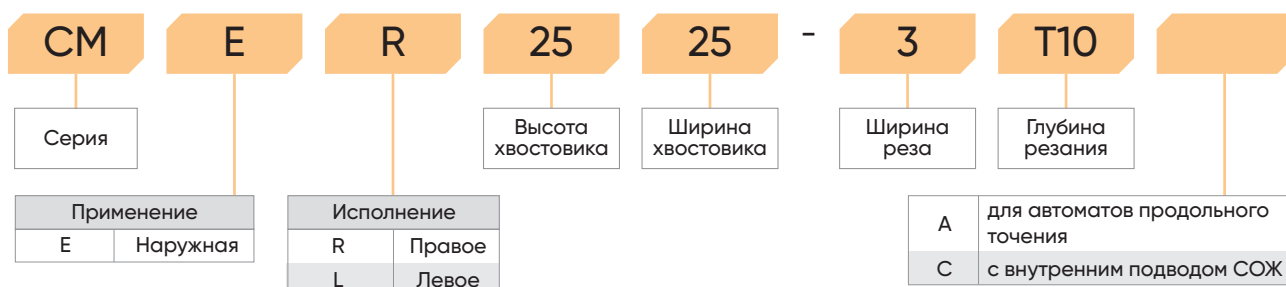 CM E R 25 25 - 3 T10
Серия
Высота
хвостовика
Ширина
хвостовика
Ширина
реза
Глубина
резания
Применение
E Наружная
Исполнение
R Правое
L Левое
A для автоматов продольного
точения
C с внутренним подводом СОЖ